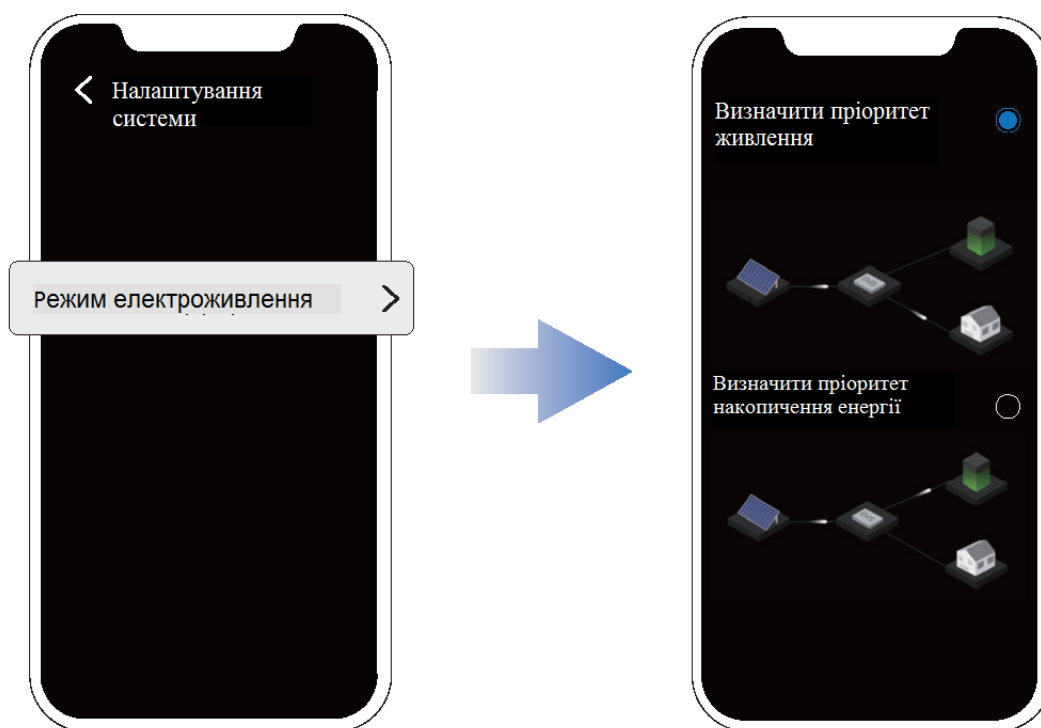 Налаштування
системи
Режим електроживлення
Визначити пріоритет
живлення
Визначити пріоритет
накопичення енергії